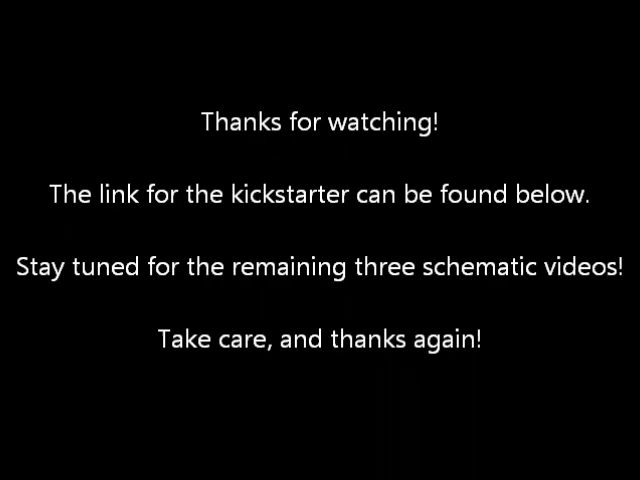 Thanks for watching!
The link for the kickstarter can be found below.
Stay tuned for the remaining three schematic videos!
Take care, and thanks again!